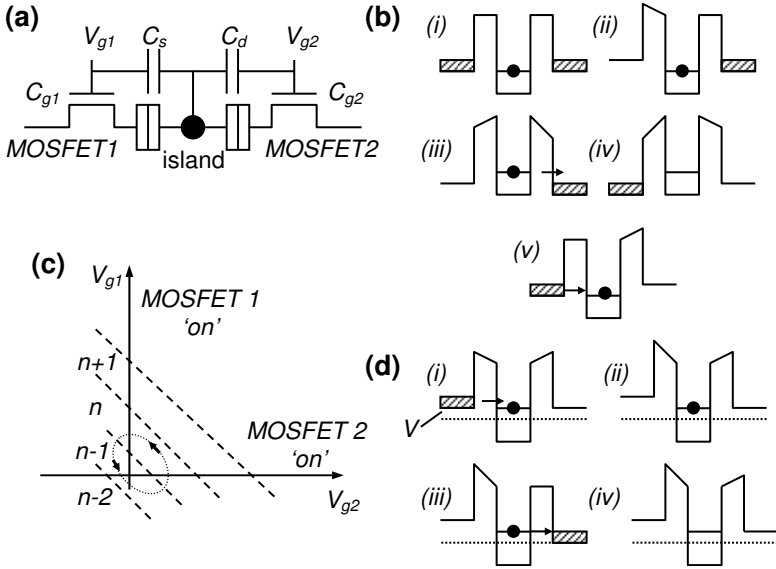 (a)
V_g1 C_s C_d V_g2
C_g1 C_g2
MOSFET1 MOSFET2
island
(b)
(i) (ii)
(iii) (iv)
(v)
(c)
V_g1
MOSFET 1
'on'
n+1
n
n-1
n-2
MOSFET 2
'on'
V_g2
(d)
(i) (ii)
V
(iii) (iv)